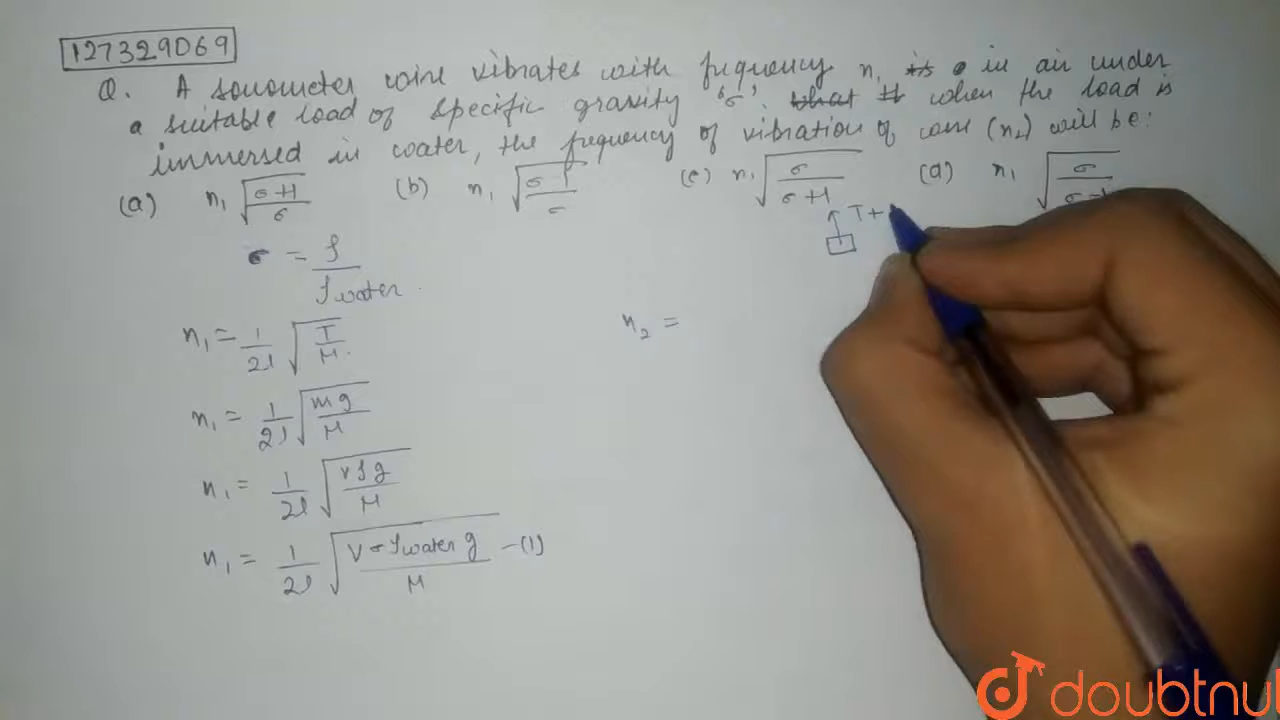 127329069
Q. A sonometer wire vibrates with frequency n₁ in air under
a suitable load of specific gravity 'σ'. when the load is
immersed in water, the frequency of vibration of wire (n₂) will be:
(a) n₁ √((σ+1)/σ) (b) n₁ √((σ-1)/σ) (c) n₁ √(σ/(σ+1)) (d) n₁ √(σ/
T+
σ = ρ/ρwater
n₁ = 1/2l √(T/μ) n₂ =
n₁ = 1/2l √(mg/μ)
n₁ = 1/2l √(vρg/μ)
n₁ = 1/2l √(vσρwater g/μ) -(1)
doubtnut